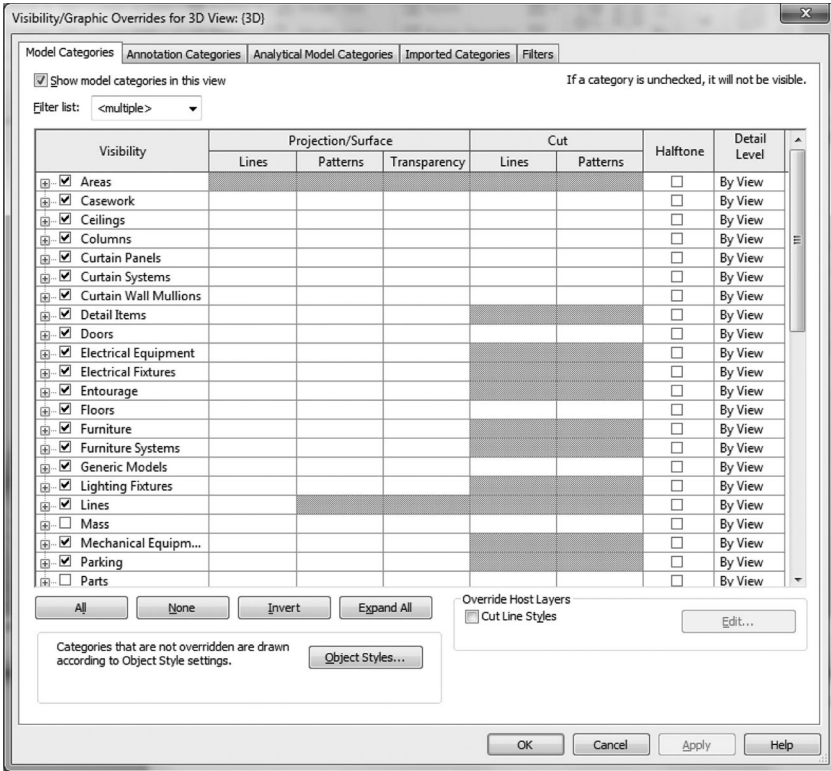 Visibility/Graphic Overrides for 3D View: {3D}
Model Categories Annotation Categories Analytical Model Categories Imported Categories Filters
Show model categories in this view If a category is unchecked, it will not be visible.
Filter list: <multiple>
Visibility Projection/Surface Cut Halftone Detail Level
Lines Patterns Transparency Lines Patterns
Areas By View
Casework By View
Ceilings By View
Columns By View
Curtain Panels By View
Curtain Systems By View
Curtain Wall Mullions By View
Detail Items By View
Doors By View
Electrical Equipment By View
Electrical Fixtures By View
Entourage By View
Floors By View
Furniture By View
Furniture Systems By View
Generic Models By View
Lighting Fixtures By View
Lines By View
Mass By View
Mechanical Equipm... By View
Parking By View
Parts By View
All None Invert Expand All
Override Host Layers
Cut Line Styles Edit...
Categories that are not overridden are drawn
according to Object Style settings.
Object Styles...
OK Cancel Apply Help